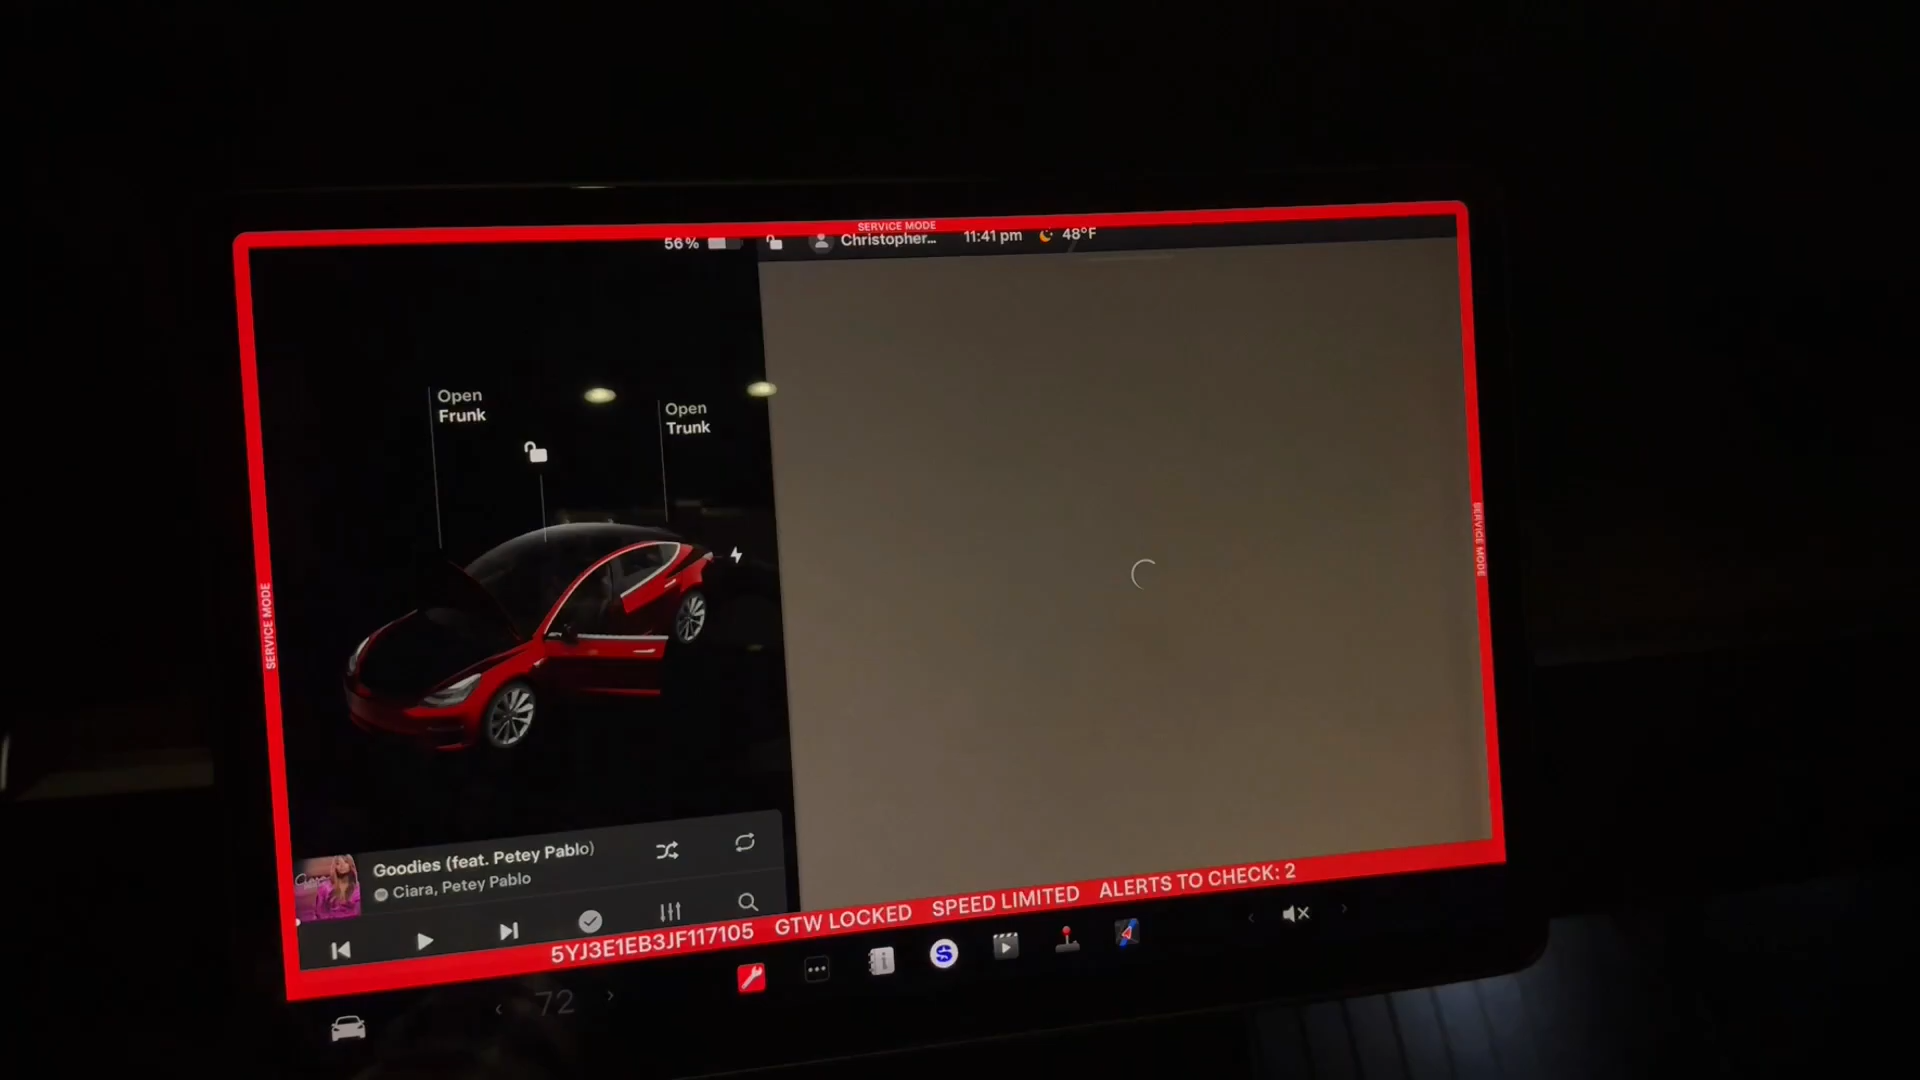 SERVICE MODE
56%
Christopher...
11:41 pm
48°F
Open
Frunk
Open
Trunk
SERVICE MODE
SERVICE MODE
Goodies (feat. Petey Pablo)
Ciara, Petey Pablo
5YJ3E1EB3JF117105 GTW LOCKED SPEED LIMITED ALERTS TO CHECK: 2
72